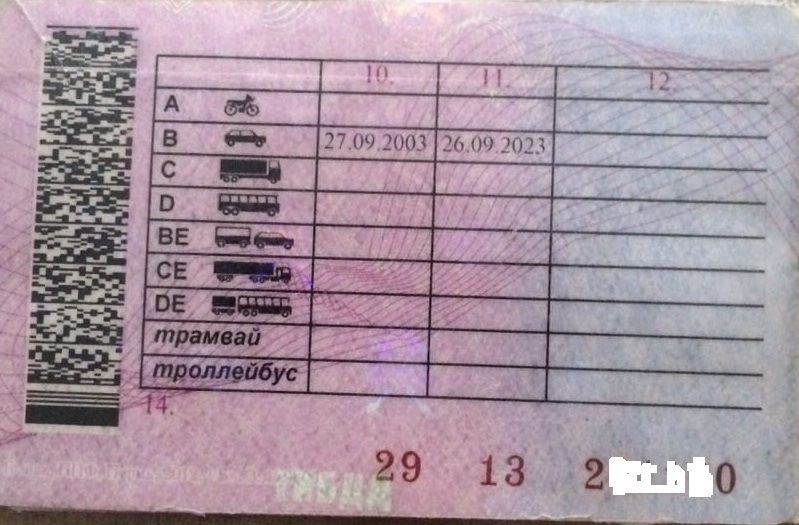 10. 11. 12.
A
B 27.09.2003 26.09.2023
C
D
BE
CE
DE
трамвай
троллейбус
14.
29 13